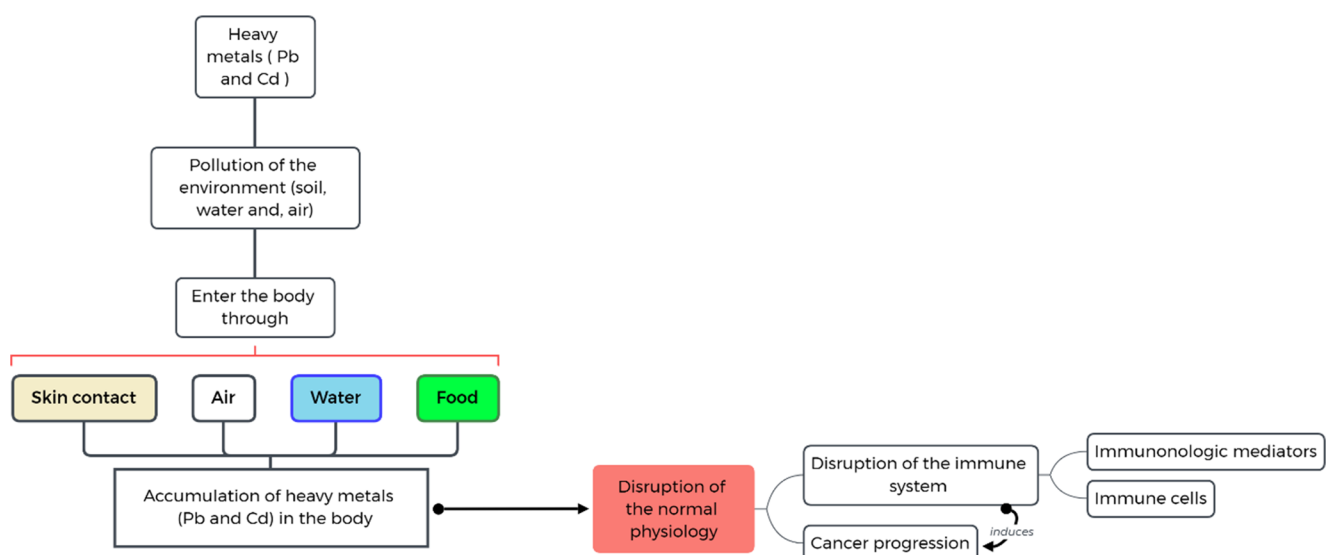 Heavy
metals ( Pb
and Cd )
Pollution of the
environment (soil,
water and, air)
Enter the body
through
Skin contact
Air
Water
Food
Accumulation of heavy metals
(Pb and Cd) in the body
Disruption of
the normal
physiology
Disruption of the immune
system
Immunonologic mediators
Immune cells
induces
Cancer progression